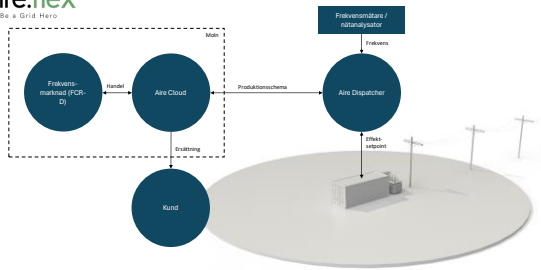 ire.flex
Be a Grid Hero
Frekvensmätare /
nätanalysator
Moln
Frekvens
Frekvens-
marknad (FCR-
D)
Handel
Aire Cloud
Produktionsschema
Aire Dispatcher
Ersättning
Effekt-
setpoint
Kund